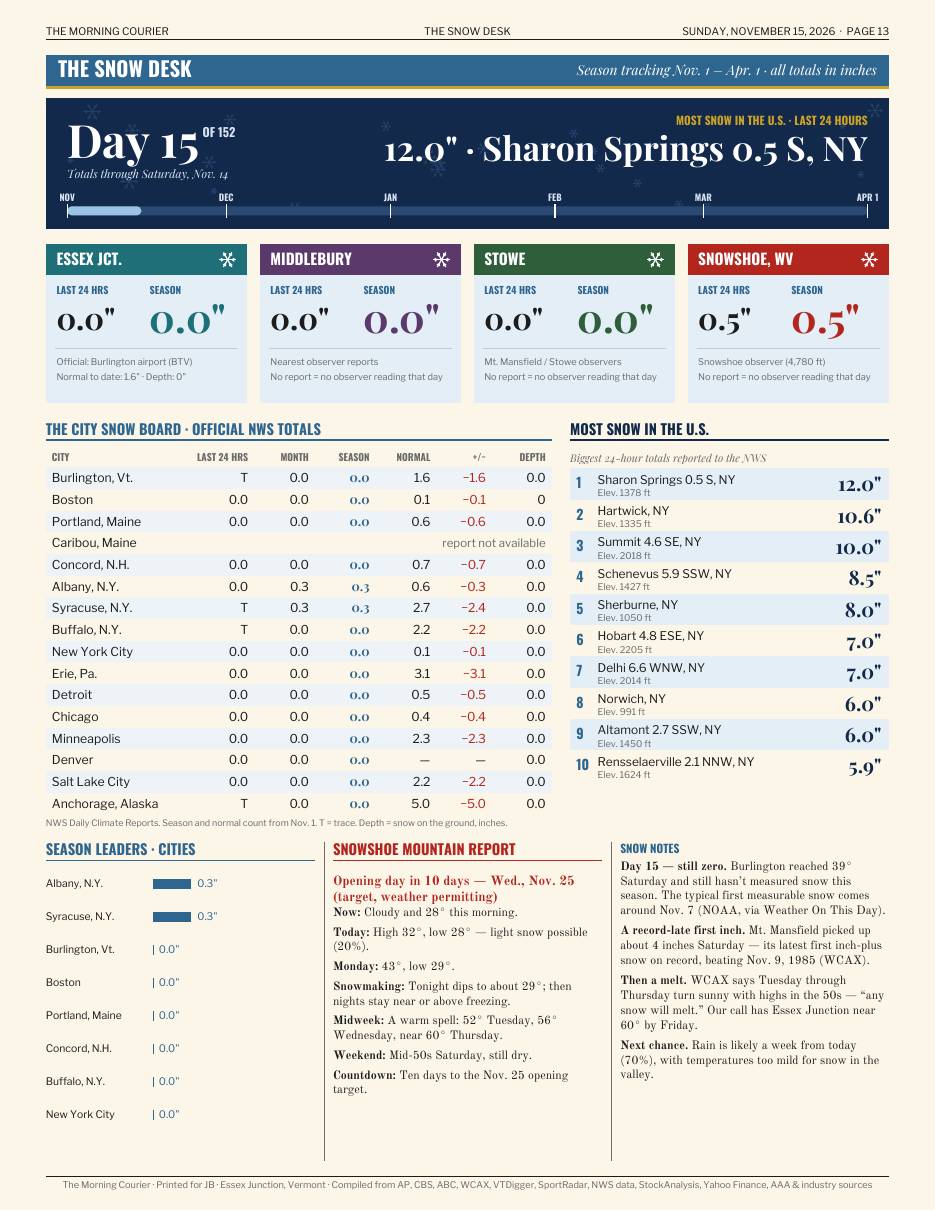 THE MORNING COURIER THE SNOW DESK SUNDAY, NOVEMBER 15, 2026 · PAGE 13
THE SNOW DESK Season tracking Nov. 1 – Apr. 1 · all totals in inches
MOST SNOW IN THE U.S. · LAST 24 HOURS
Day 15 OF 152 12.0" · Sharon Springs 0.5 S, NY
Totals through Saturday, Nov. 14
NOV DEC JAN FEB MAR APR 1
ESSEX JCT.
LAST 24 HRS SEASON
0.0" 0.0"
Official: Burlington airport (BTV)
Normal to date: 1.6" · Depth: 0"
MIDDLEBURY
LAST 24 HRS SEASON
0.0" 0.0"
Nearest observer reports
No report = no observer reading that day
STOWE
LAST 24 HRS SEASON
0.0" 0.0"
Mt. Mansfield / Stowe observers
No report = no observer reading that day
SNOWSHOE, WV
LAST 24 HRS SEASON
0.5" 0.5"
Snowshoe observer (4,780 ft)
No report = no observer reading that day
THE CITY SNOW BOARD · OFFICIAL NWS TOTALS
CITY LAST 24 HRS MONTH SEASON NORMAL +/− DEPTH
Burlington, Vt. T 0.0 0.0 1.6 −1.6 0.0
Boston 0.0 0.0 0.0 0.1 −0.1 0
Portland, Maine 0.0 0.0 0.0 0.6 −0.6 0.0
Caribou, Maine report not available
Concord, N.H. 0.0 0.0 0.0 0.7 −0.7 0.0
Albany, N.Y. 0.0 0.3 0.3 0.6 −0.3 0.0
Syracuse, N.Y. T 0.3 0.3 2.7 −2.4 0.0
Buffalo, N.Y. T 0.0 0.0 2.2 −2.2 0.0
New York City 0.0 0.0 0.0 0.1 −0.1 0.0
Erie, Pa. 0.0 0.0 0.0 3.1 −3.1 0.0
Detroit 0.0 0.0 0.0 0.5 −0.5 0.0
Chicago 0.0 0.0 0.0 0.4 −0.4 0.0
Minneapolis 0.0 0.0 0.0 2.3 −2.3 0.0
Denver 0.0 0.0 0.0 — — 0.0
Salt Lake City 0.0 0.0 0.0 2.2 −2.2 0.0
Anchorage, Alaska T 0.0 0.0 5.0 −5.0 0.0
NWS Daily Climate Reports. Season and normal count from Nov. 1. T = trace. Depth = snow on the ground, inches.
MOST SNOW IN THE U.S.
Biggest 24-hour totals reported to the NWS
1 Sharon Springs 0.5 S, NY 12.0"
Elev. 1378 ft
2 Hartwick, NY 10.6"
Elev. 1335 ft
3 Summit 4.6 SE, NY 10.0"
Elev. 2018 ft
4 Schenevus 5.9 SSW, NY 8.5"
Elev. 1427 ft
5 Sherburne, NY 8.0"
Elev. 1050 ft
6 Hobart 4.8 ESE, NY 7.0"
Elev. 2205 ft
7 Delhi 6.6 WNW, NY 7.0"
Elev. 2014 ft
8 Norwich, NY 6.0"
Elev. 991 ft
9 Altamont 2.7 SSW, NY 6.0"
Elev. 1450 ft
10 Rensselaerville 2.1 NNW, NY 5.9"
Elev. 1624 ft
SEASON LEADERS · CITIES
Albany, N.Y. 0.3"
Syracuse, N.Y. 0.3"
Burlington, Vt. 0.0"
Boston 0.0"
Portland, Maine 0.0"
Concord, N.H. 0.0"
Buffalo, N.Y. 0.0"
New York City 0.0"
SNOWSHOE MOUNTAIN REPORT
Opening day in 10 days — Wed., Nov. 25
(target, weather permitting)
Now: Cloudy and 28° this morning.
Today: High 32°, low 28° — light snow possible
(20%).
Monday: 43°, low 29°.
Snowmaking: Tonight dips to about 29°; then
nights stay near or above freezing.
Midweek: A warm spell: 52° Tuesday, 56°
Wednesday, near 60° Thursday.
Weekend: Mid-50s Saturday, still dry.
Countdown: Ten days to the Nov. 25 opening
target.
SNOW NOTES
Day 15 — still zero. Burlington reached 39°
Saturday and still hasn’t measured snow this
season. The typical first measurable snow comes
around Nov. 7 (NOAA, via Weather On This Day).
A record-late first inch. Mt. Mansfield picked up
about 4 inches Saturday — its latest first inch-plus
snow on record, beating Nov. 9, 1985 (WCAX).
Then a melt. WCAX says Tuesday through
Thursday turn sunny with highs in the 50s — “any
snow will melt.” Our call has Essex Junction near
60° by Friday.
Next chance. Rain is likely a week from today
(70%), with temperatures too mild for snow in the
valley.
The Morning Courier · Printed for JB · Essex Junction, Vermont · Compiled from AP, CBS, ABC, WCAX, VTDigger, SportRadar, NWS data, StockAnalysis, Yahoo Finance, AAA & industry sources